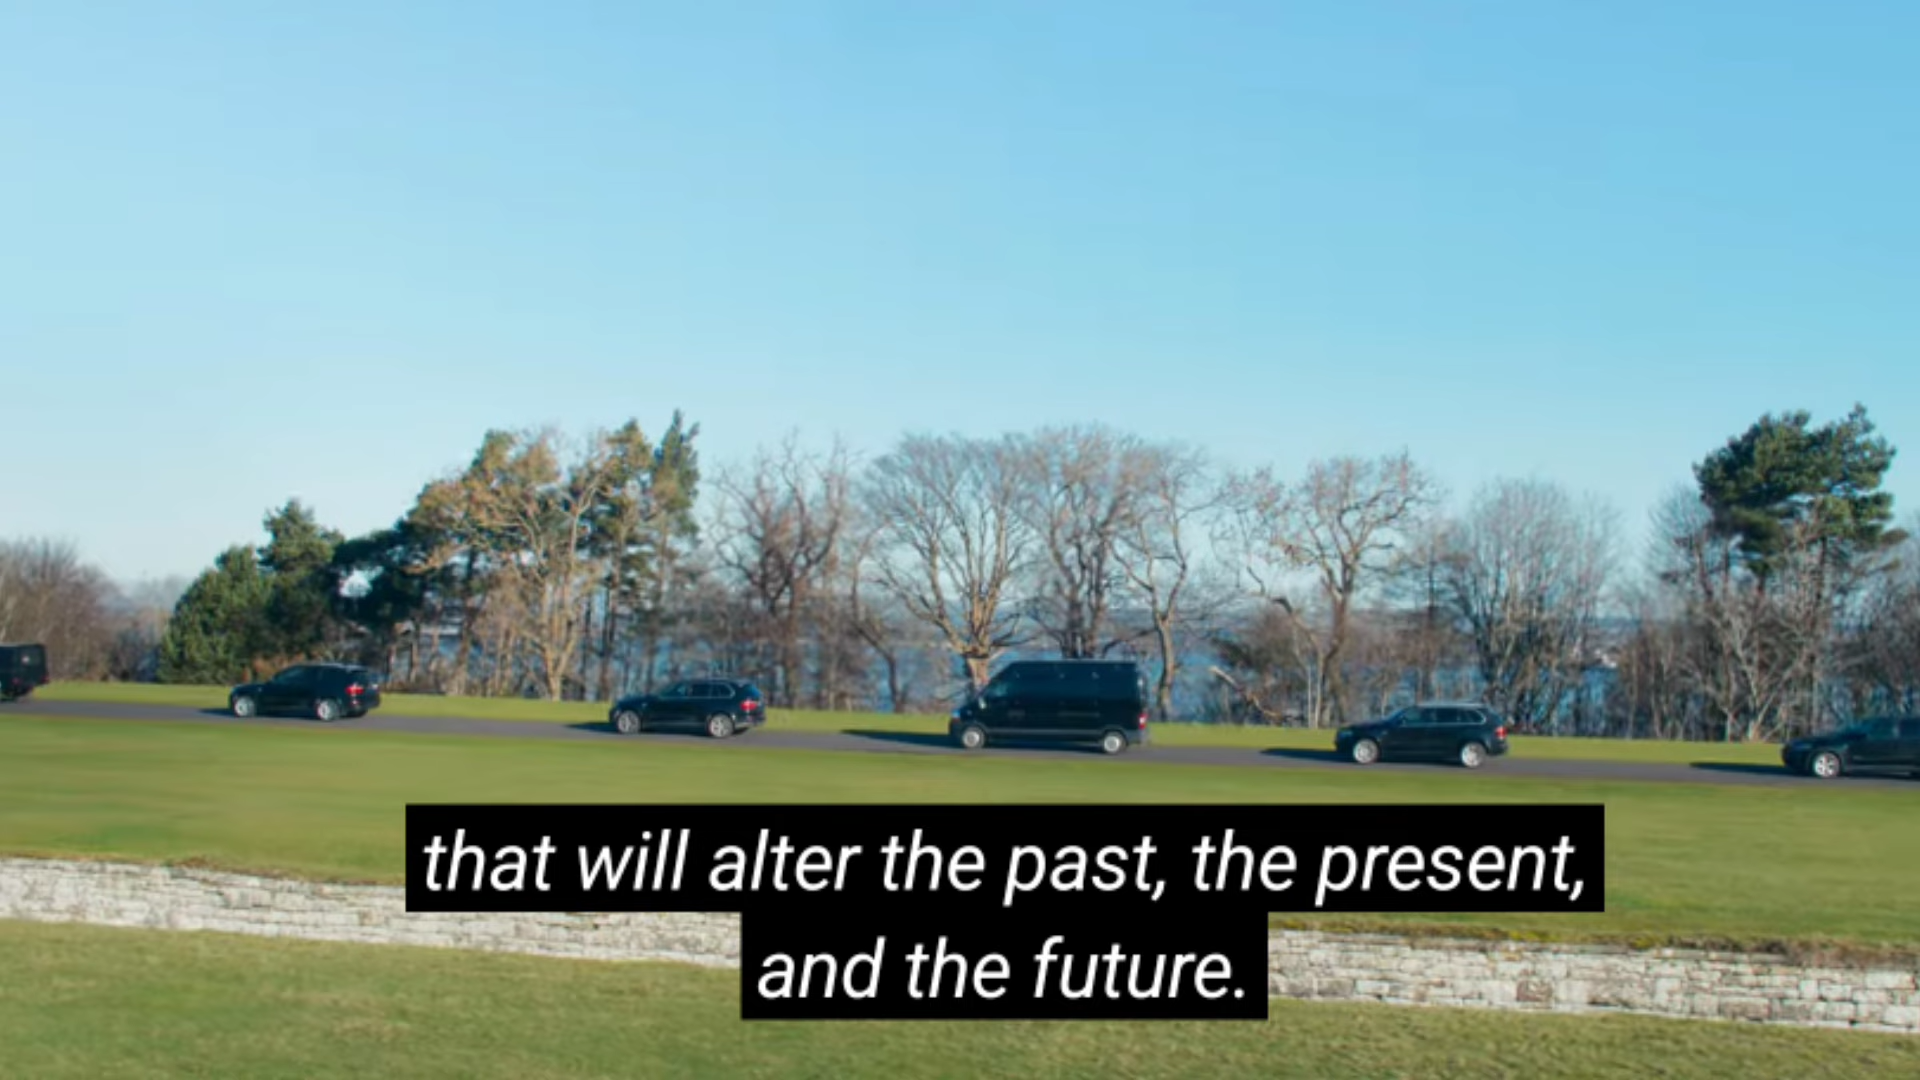 that will alter the past, the present,
and the future.